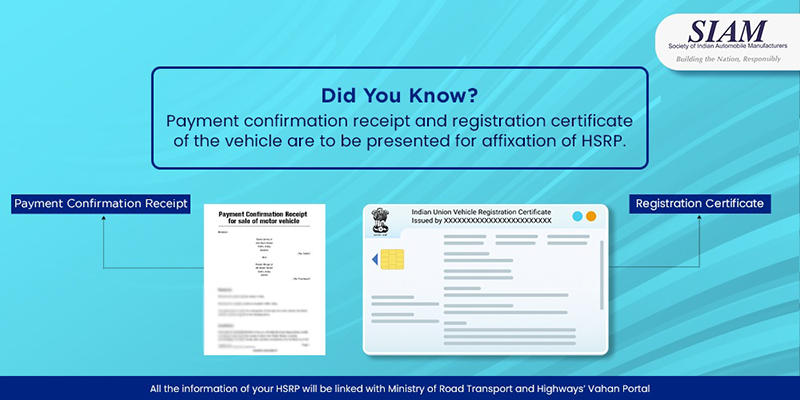 SIAM
Society of Indian Automobile Manufacturers
Building the Nation, Responsibly
Did You Know?
Payment confirmation receipt and registration certificate
of the vehicle are to be presented for affixation of HSRP.
Payment Confirmation Receipt
Registration Certificate
Payment Confirmation Receipt
for sale of motor vehicle
Indian Union Vehicle Registration Certificate
Issued by XXXXXXXXXXXXXXXXXXXXXXXX
All the information of your HSRP will be linked with Ministry of Road Transport and Highways’ Vahan Portal